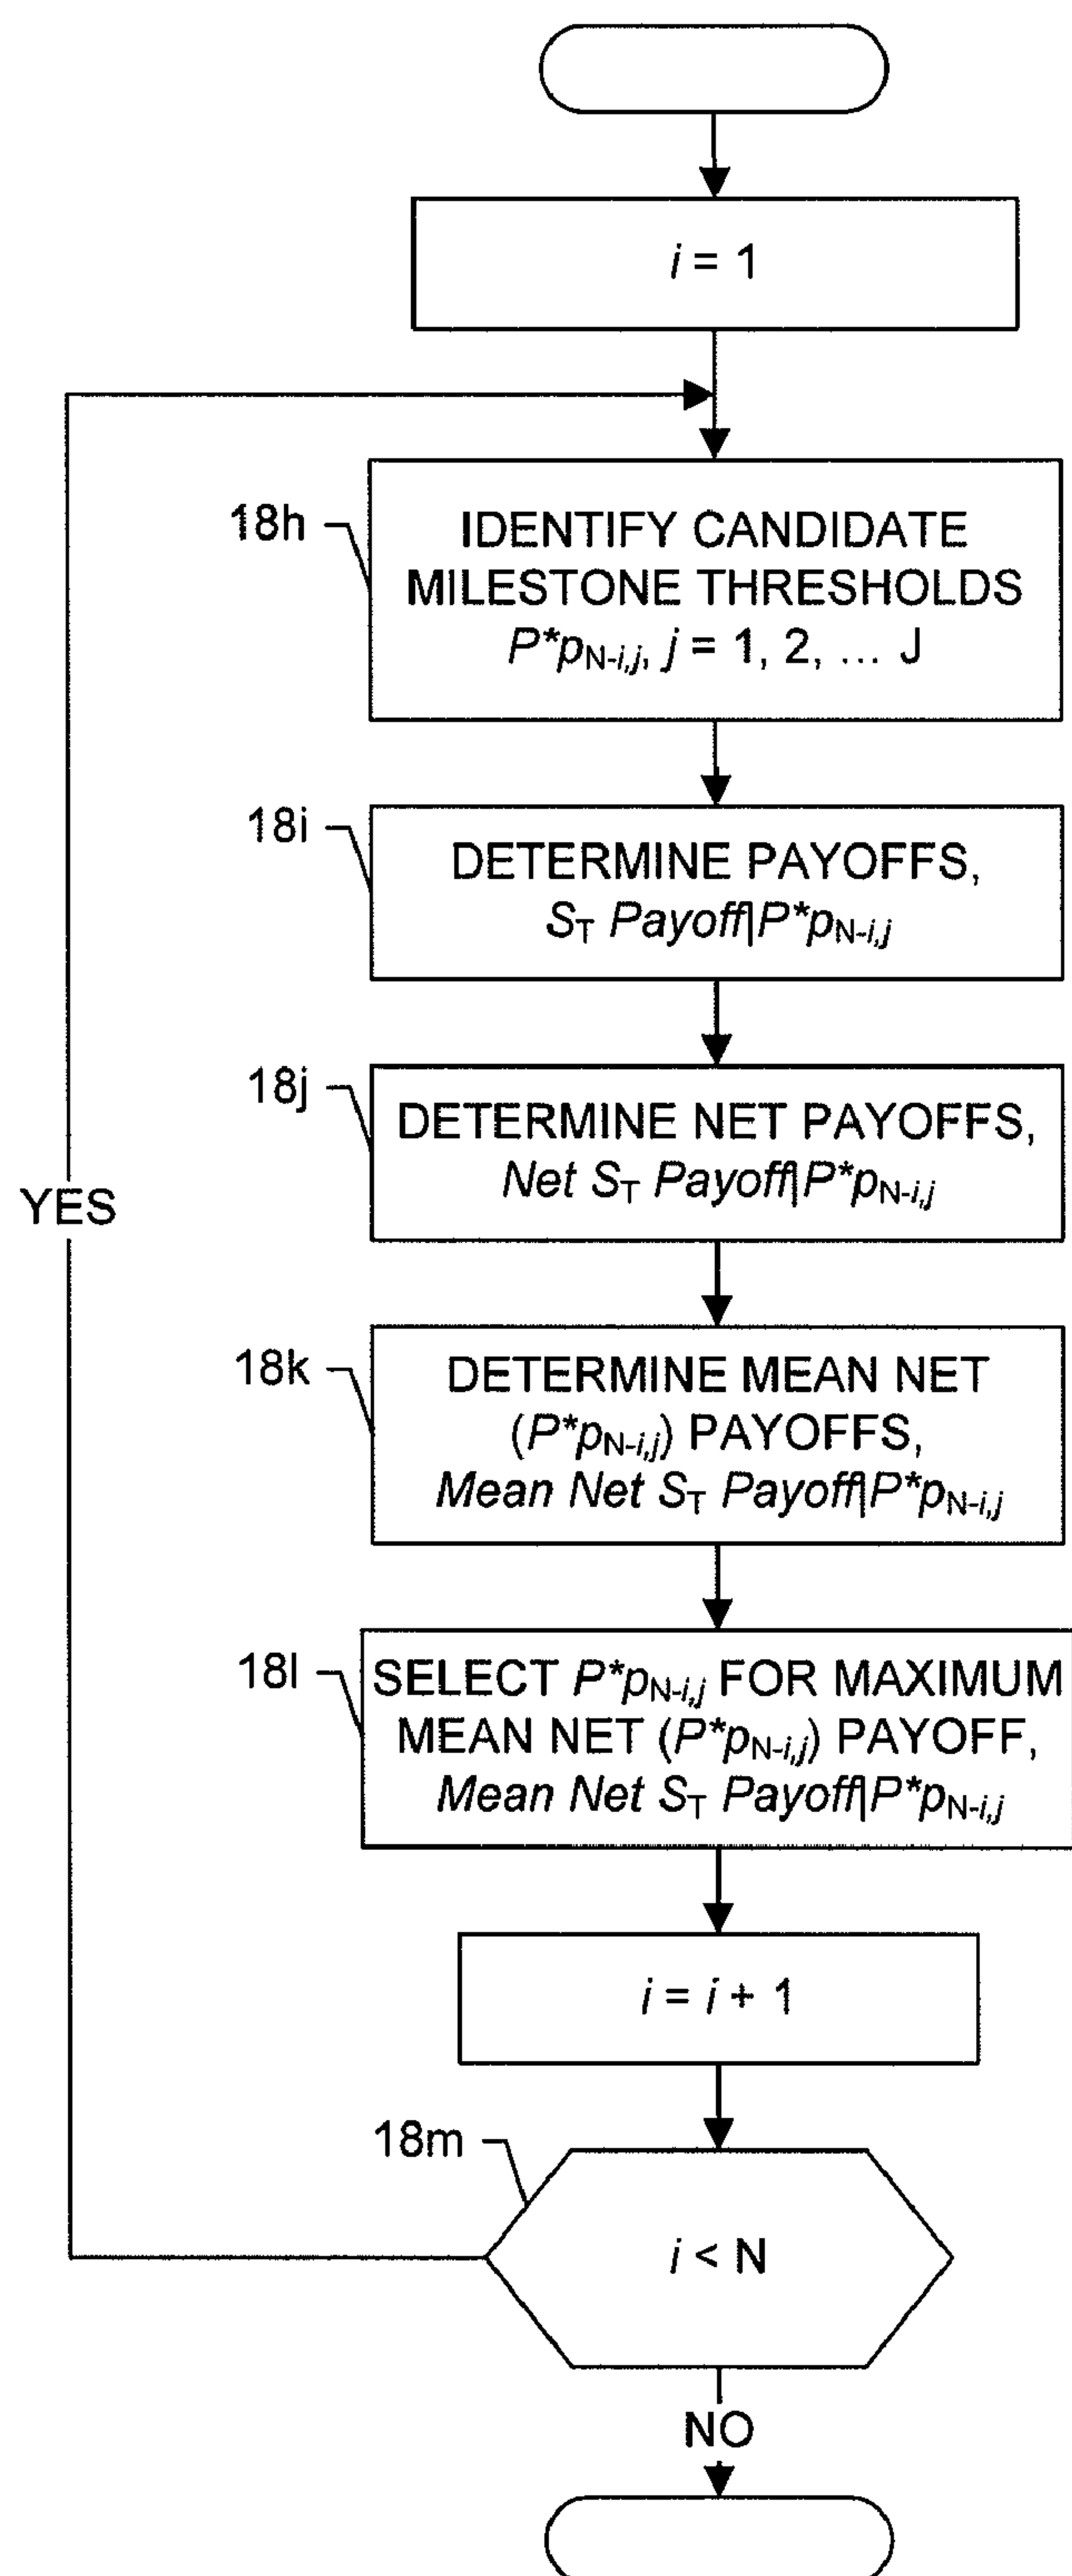 i = 1
18h
IDENTIFY CANDIDATE
MILESTONE THRESHOLDS
P*pN-i,j, j = 1, 2, ... J
18i
DETERMINE PAYOFFS,
ST Payoff|P*pN-i,j
18j
DETERMINE NET PAYOFFS,
Net ST Payoff|P*pN-i,j
YES
18k
DETERMINE MEAN NET
(P*pN-i,j) PAYOFFS,
Mean Net ST Payoff|P*pN-i,j
18l
SELECT P*pN-i,j FOR MAXIMUM
MEAN NET (P*pN-i,j) PAYOFF,
Mean Net ST Payoff|P*pN-i,j
i = i + 1
18m
i < N
NO